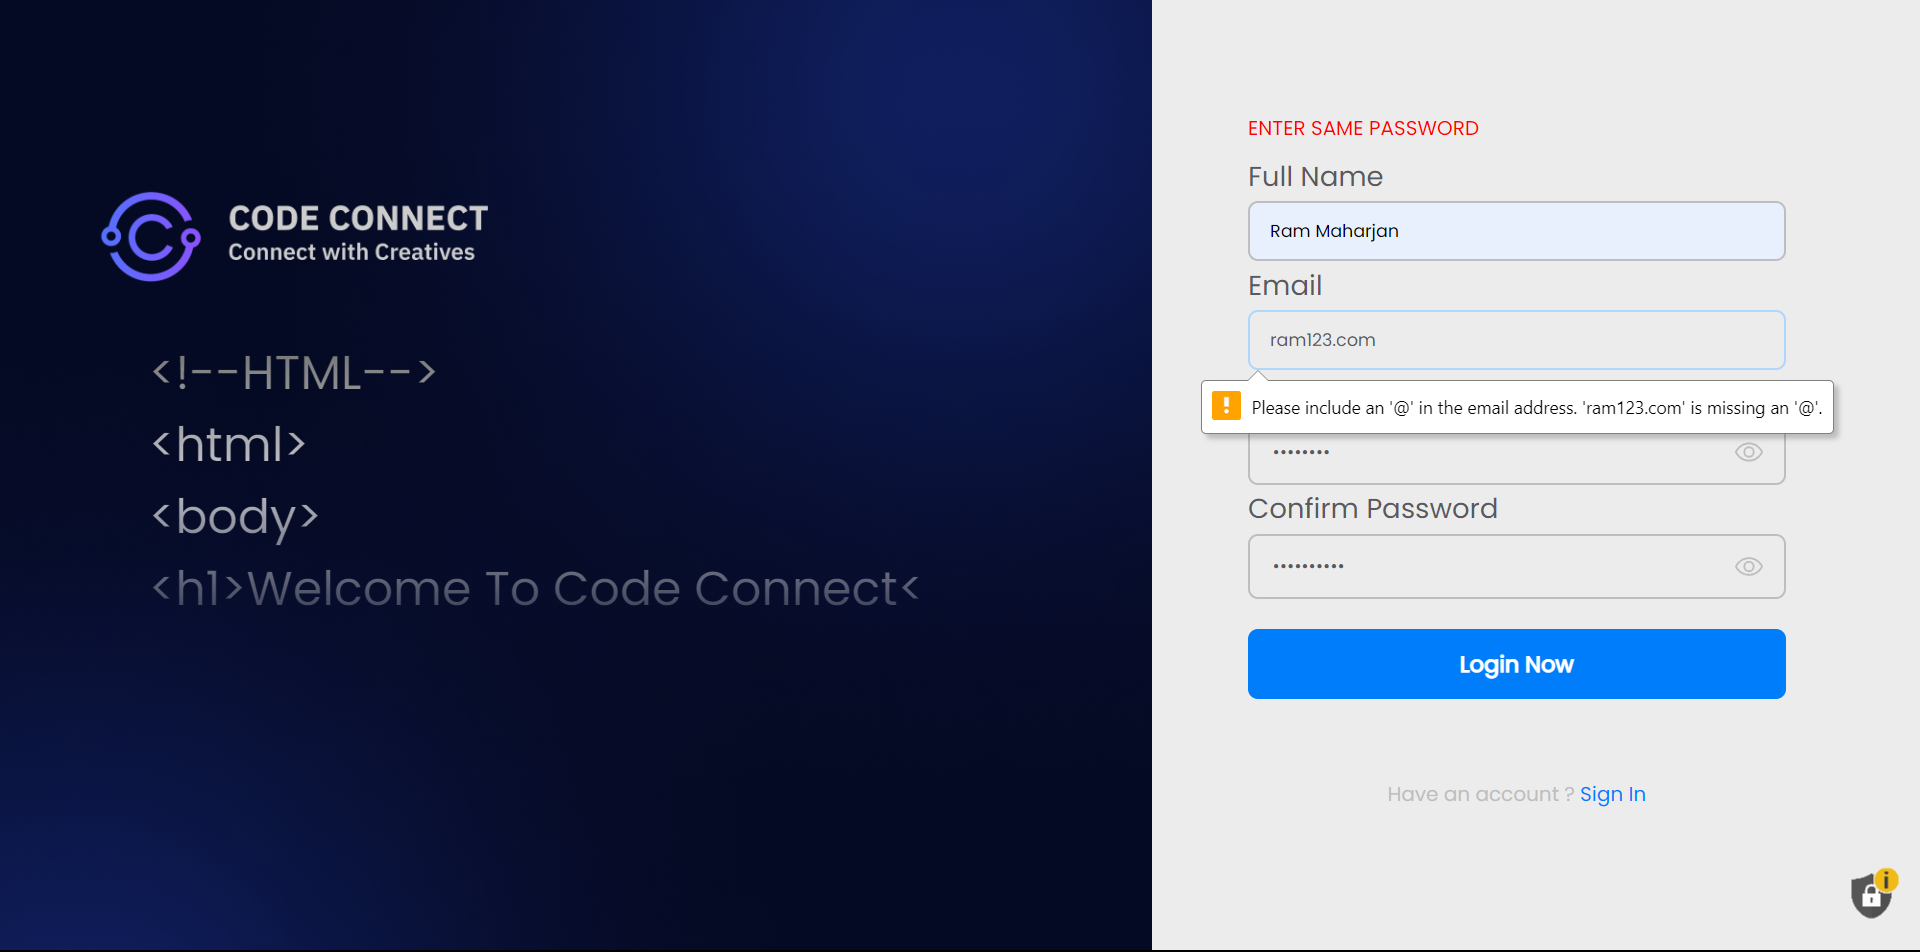 CODE CONNECT
Connect with Creatives
<!--HTML-->
<html>
<body>
<h1>Welcome To Code Connect<
ENTER SAME PASSWORD
Full Name
Ram Maharjan
Email
ram123.com
Please include an '@' in the email address. 'ram123.com' is missing an '@'.
••••••••
Confirm Password
••••••••••
Login Now
Have an account ? Sign In